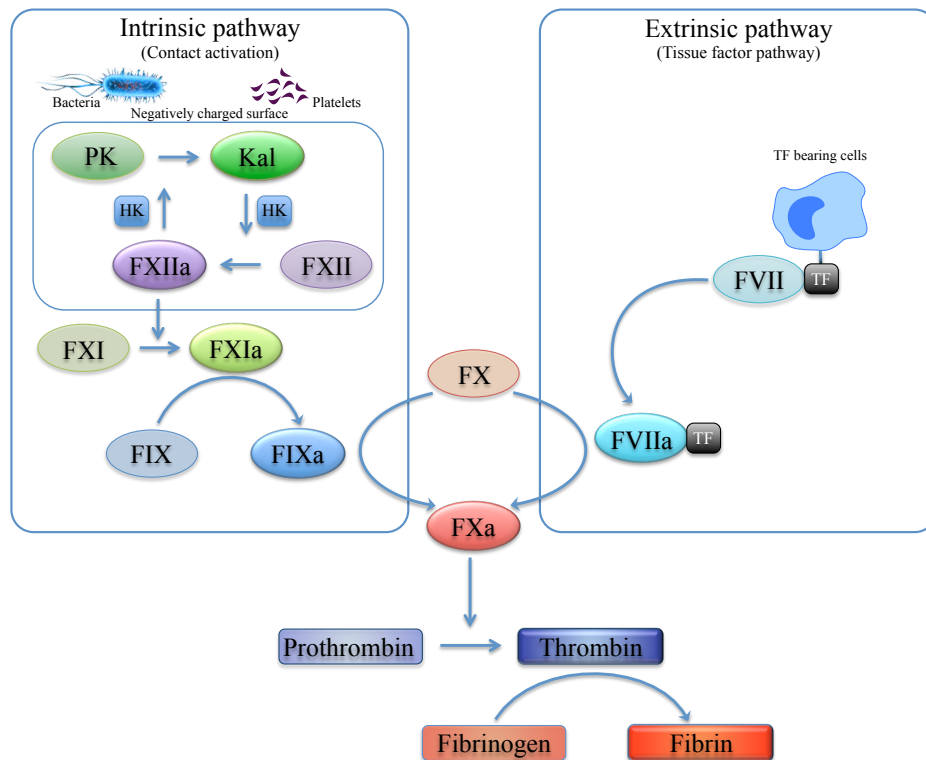 Intrinsic pathway
(Contact activation)
Bacteria
Platelets
Negatively charged surface
PK
Kal
HK
HK
FXIIa
FXII
FXI
FXIa
FIX
FIXa
Extrinsic pathway
(Tissue factor pathway)
TF bearing cells
FVII
TF
FVIIa
TF
FX
FXa
Prothrombin
Thrombin
Fibrinogen
Fibrin